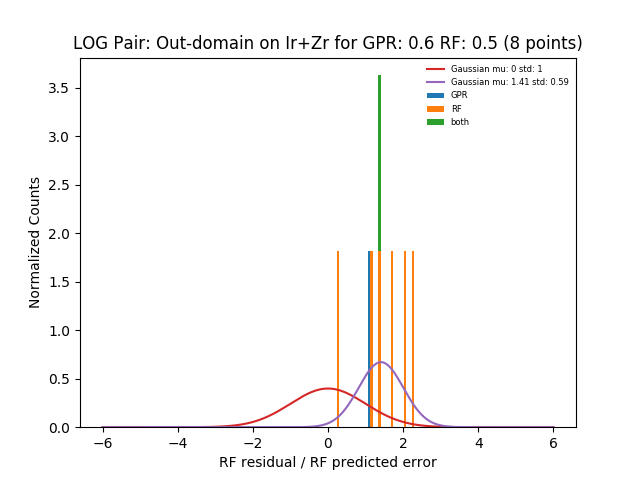 LOG Pair: Out-domain on Ir+Zr for GPR: 0.6 RF: 0.5 (8 points)
Gaussian mu: 0 std: 1
Gaussian mu: 1.41 std: 0.59
GPR
RF
both
Normalized Counts
3.5
3.0
2.5
2.0
1.5
1.0
0.5
0.0
−6
−4
−2
0
2
4
6
RF residual / RF predicted error